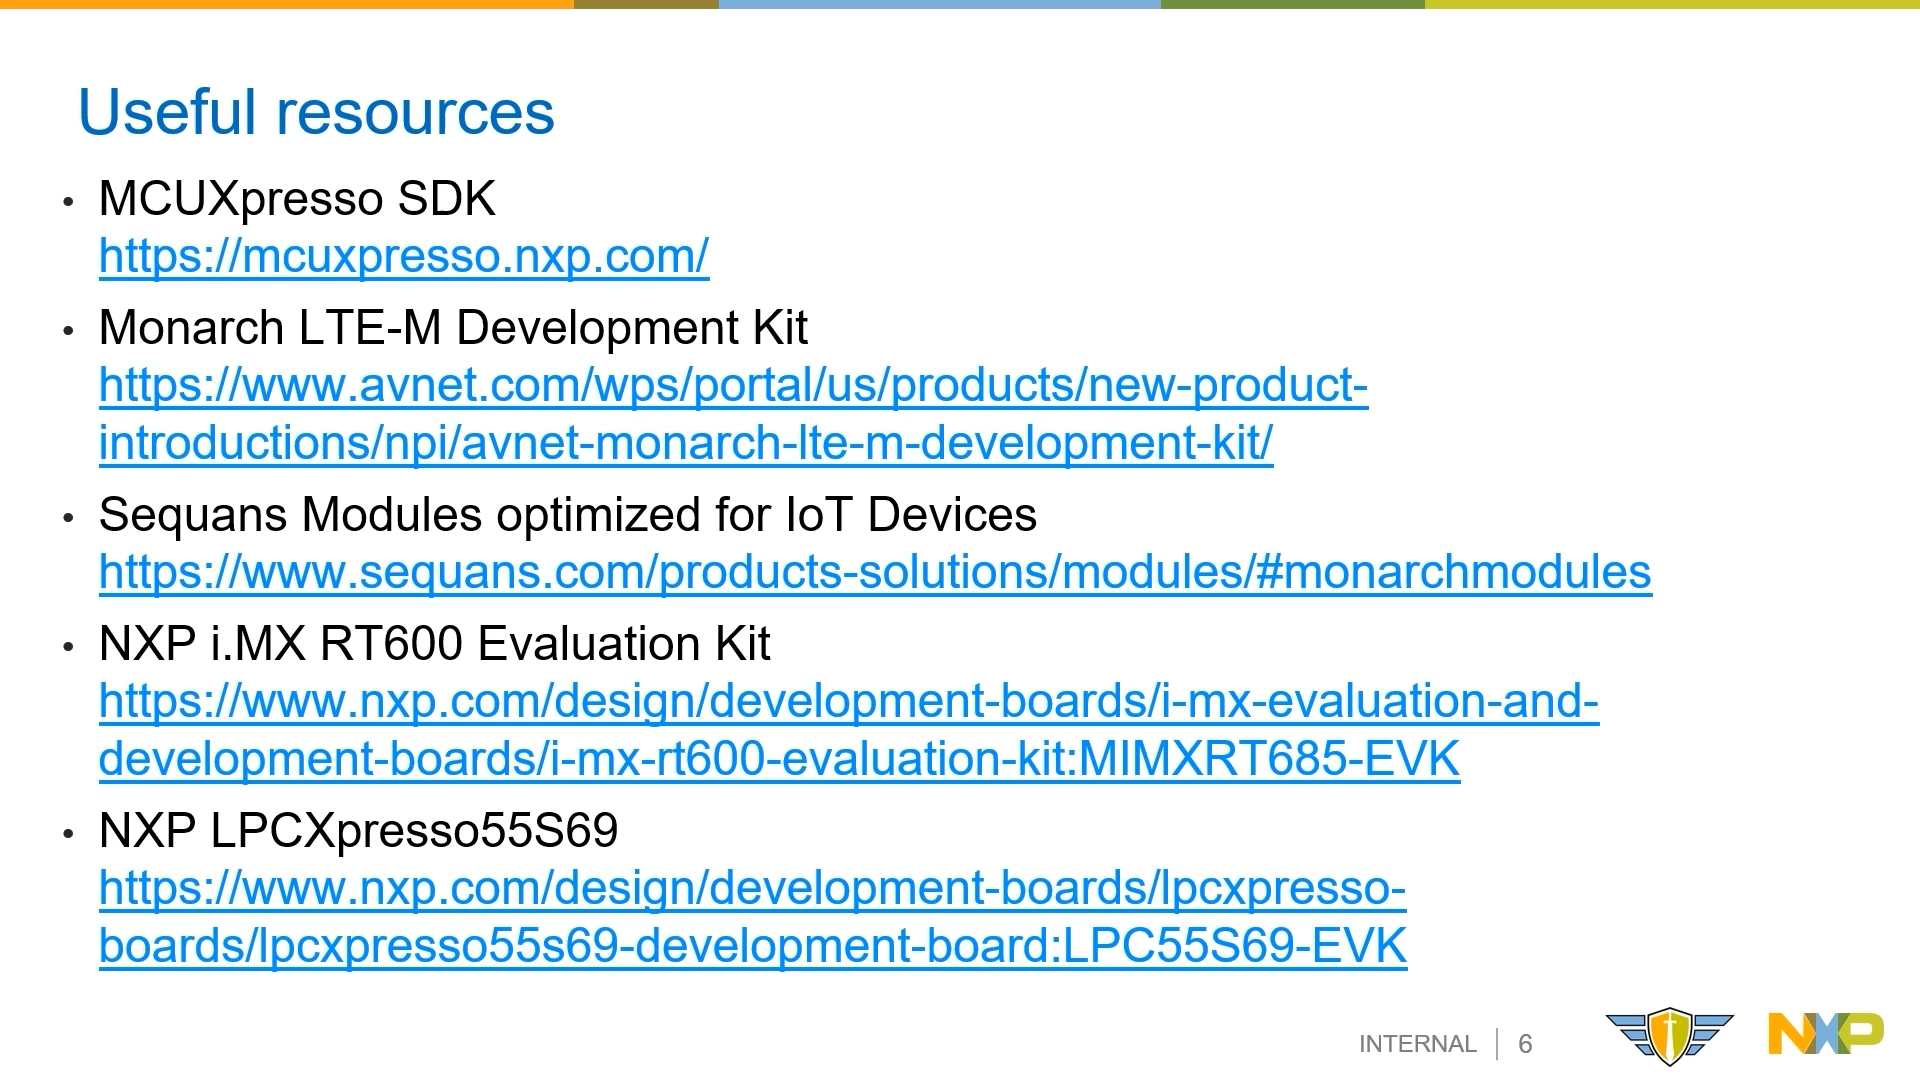 Useful resources
• MCUXpresso SDK
https://mcuxpresso.nxp.com/
• Monarch LTE-M Development Kit
https://www.avnet.com/wps/portal/us/products/new-product-
introductions/npi/avnet-monarch-lte-m-development-kit/
• Sequans Modules optimized for IoT Devices
https://www.sequans.com/products-solutions/modules/#monarchmodules
• NXP i.MX RT600 Evaluation Kit
https://www.nxp.com/design/development-boards/i-mx-evaluation-and-
development-boards/i-mx-rt600-evaluation-kit:MIMXRT685-EVK
• NXP LPCXpresso55S69
https://www.nxp.com/design/development-boards/lpcxpresso-
boards/lpcxpresso55s69-development-board:LPC55S69-EVK
INTERNAL | 6
NXP